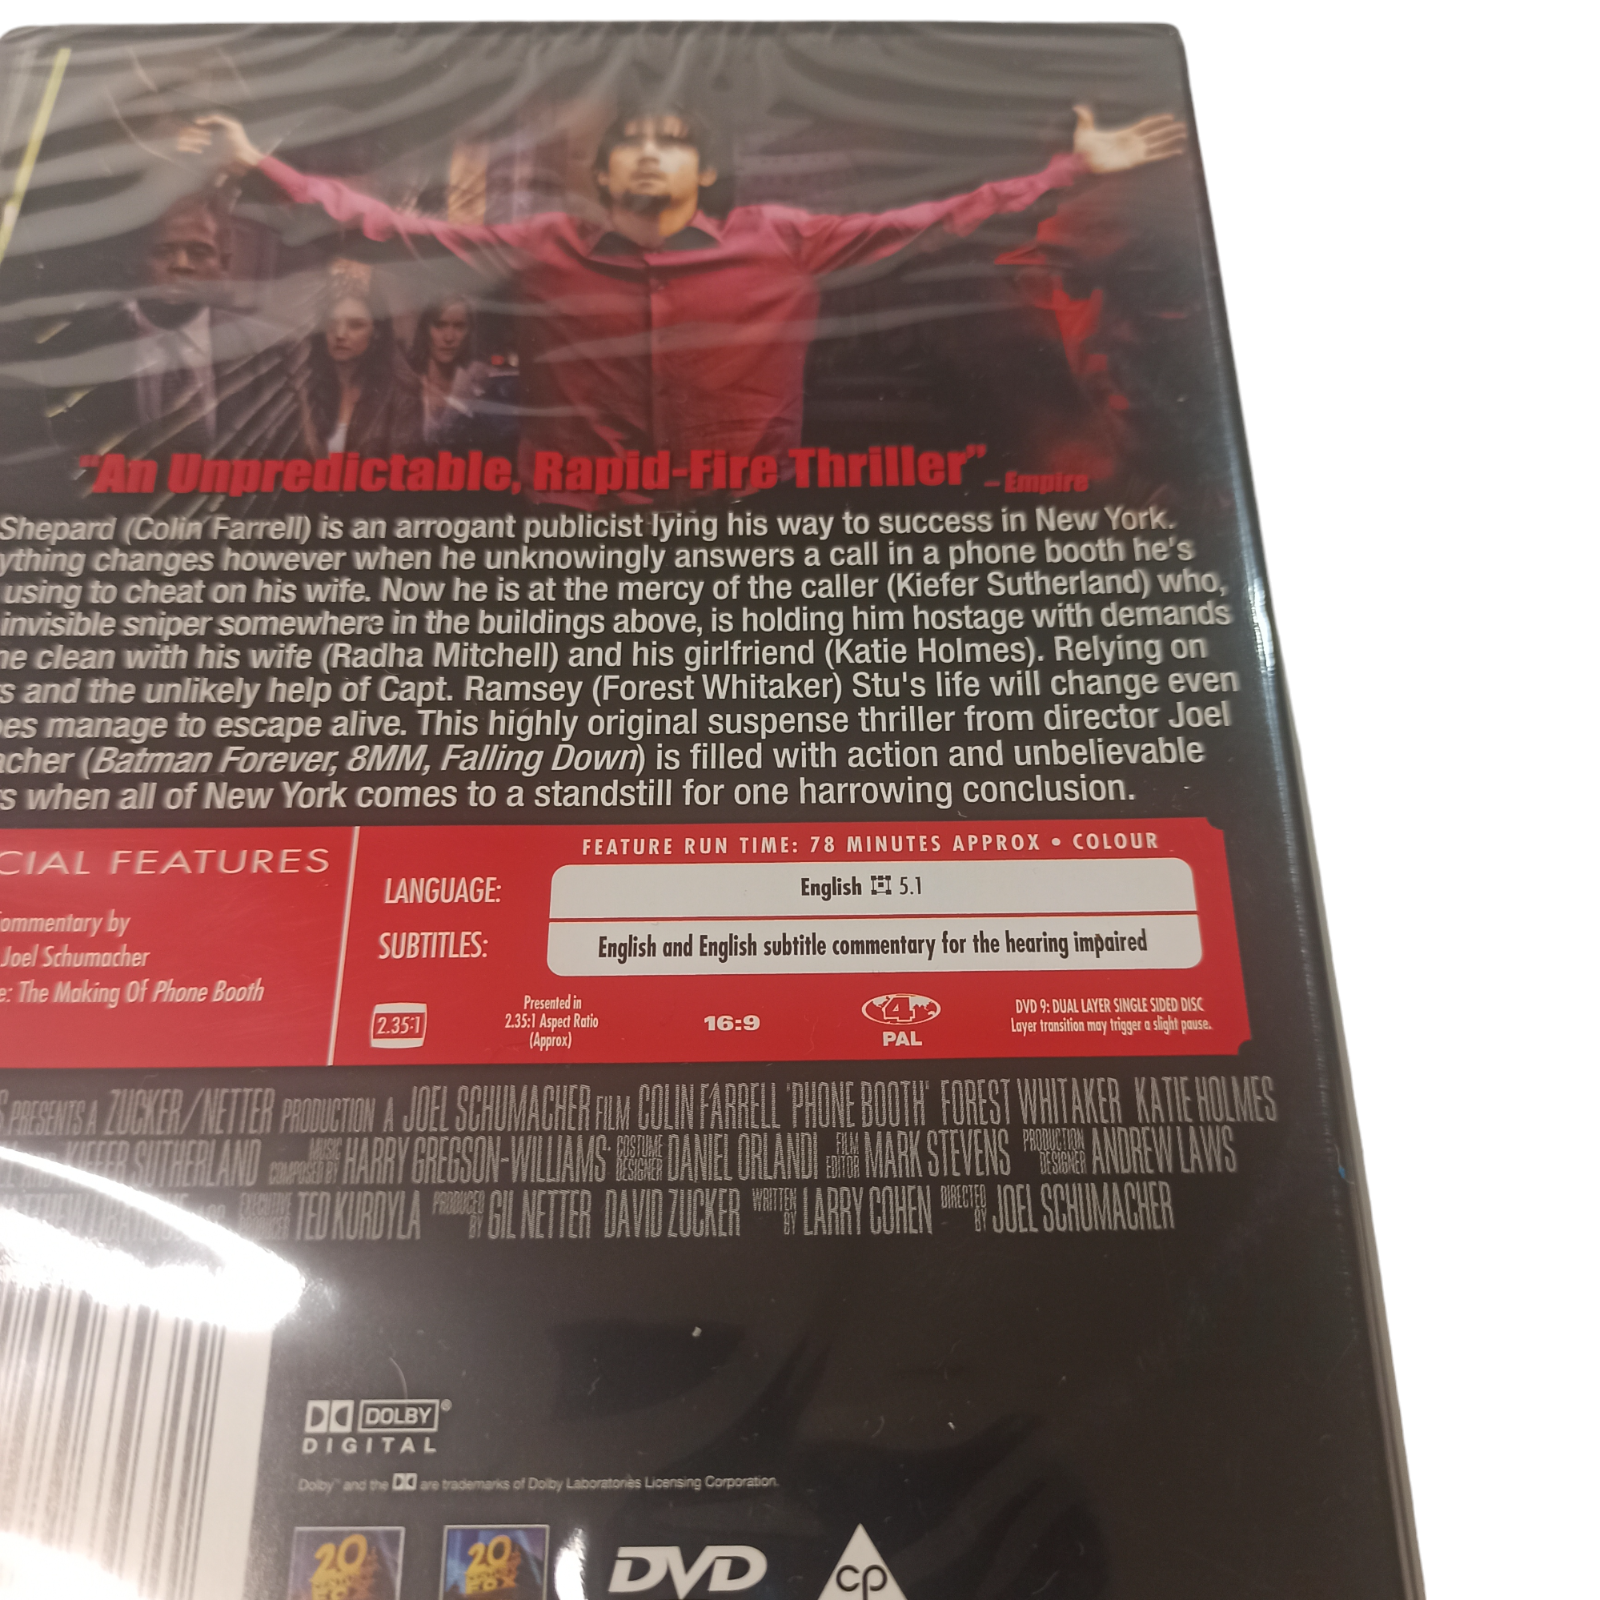 "An Unpredictable, Rapid-Fire Thriller" – Empire
Shepard (Colin Farrell) is an arrogant publicist lying his way to success in New York.
ything changes however when he unknowingly answers a call in a phone booth he's
using to cheat on his wife. Now he is at the mercy of the caller (Kiefer Sutherland) who,
invisible sniper somewhere in the buildings above, is holding him hostage with demands
ne clean with his wife (Radha Mitchell) and his girlfriend (Katie Holmes). Relying on
s and the unlikely help of Capt. Ramsey (Forest Whitaker) Stu's life will change even
oes manage to escape alive. This highly original suspense thriller from director Joel
acher (Batman Forever, 8MM, Falling Down) is filled with action and unbelievable
s when all of New York comes to a standstill for one harrowing conclusion.
CIAL FEATURES
ommentary by
Joel Schumacher
e: The Making Of Phone Booth
FEATURE RUN TIME: 78 MINUTES APPROX • COLOUR
LANGUAGE:
English 5.1
SUBTITLES:
English and English subtitle commentary for the hearing impaired
2.35:1
Presented in
2.35:1 Aspect Ratio
(Approx)
16:9
4
PAL
DVD 9: DUAL LAYER SINGLE SIDED DISC
Layer transition may trigger a slight pause.
S PRESENTS A ZUCKER/NETTER PRODUCTION A JOEL SCHUMACHER FILM COLIN FARRELL 'PHONE BOOTH' FOREST WHITAKER KATIE HOLMES
AND KIEFER SUTHERLAND MUSIC COMPOSED BY HARRY GREGSON-WILLIAMS COSTUME DESIGNER DANIEL ORLANDI FILM EDITOR MARK STEVENS PRODUCTION DESIGNER ANDREW LAWS
EXECUTIVE PRODUCER TED KURDYLA PRODUCED BY GIL NETTER DAVID ZUCKER WRITTEN BY LARRY COHEN DIRECTED BY JOEL SCHUMACHER
DOLBY®
DIGITAL
Dolby™ and the are trademarks of Dolby Laboratories Licensing Corporation.
20
20
DVD
cp